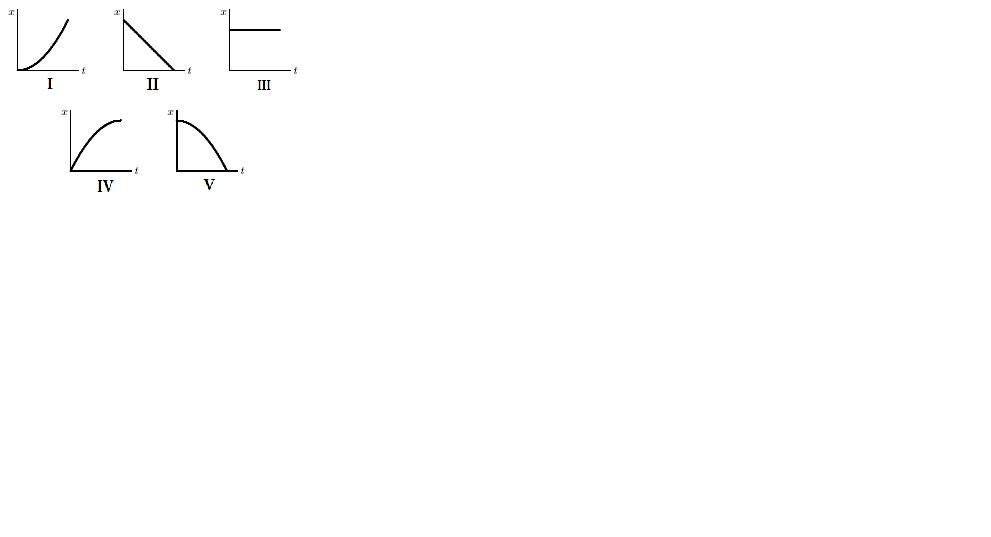 x x x
t t t
I II III
x x
t t
IV V